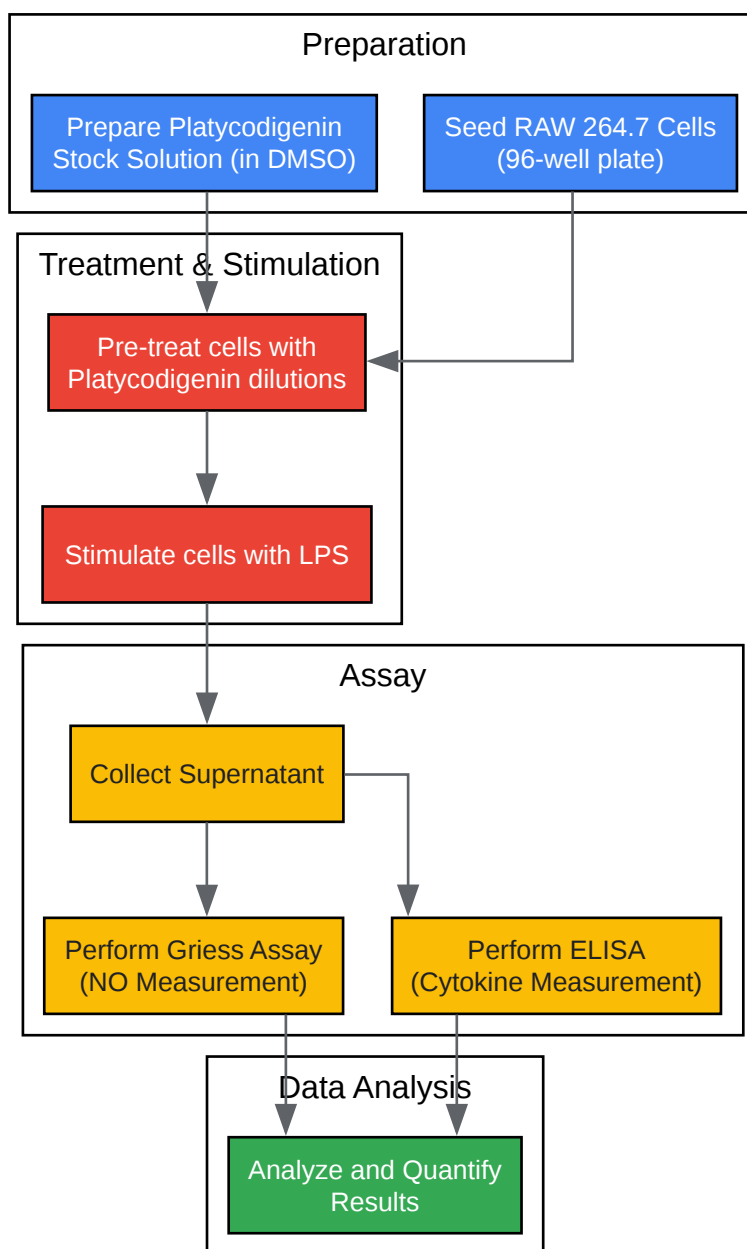 Preparation
Prepare Platycodigenin
Stock Solution (in DMSO)
Seed RAW 264.7 Cells
(96-well plate)
Treatment & Stimulation
Pre-treat cells with
Platycodigenin dilutions
Stimulate cells with LPS
Assay
Collect Supernatant
Perform Griess Assay
(NO Measurement)
Perform ELISA
(Cytokine Measurement)
Data Analysis
Analyze and Quantify
Results